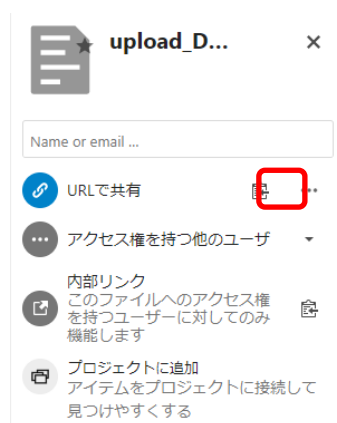 upload_D...
Name or email ...
URLで共有
アクセス権を持つ他のユーザ
内部リンク
このファイルへのアクセス権
を持つユーザーに対してのみ
機能します
プロジェクトに追加
アイテムをプロジェクトに接続して
見つけやすくする